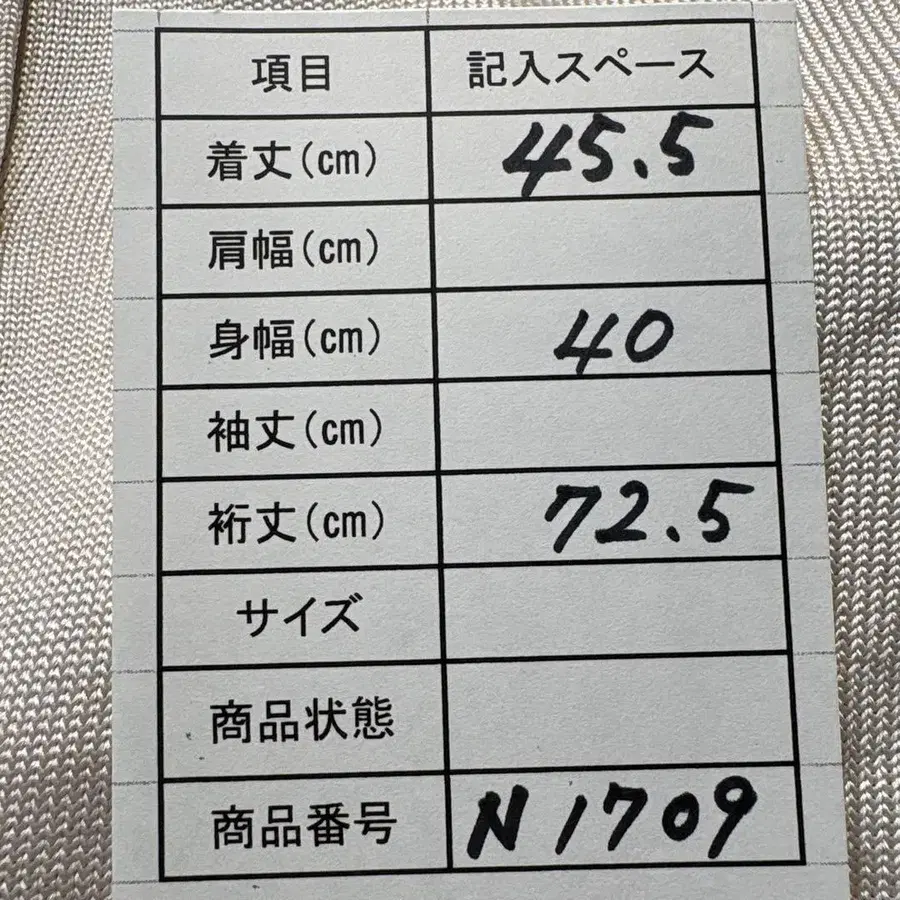 項目 記入スペース
着丈(cm) 45.5
肩幅(cm)
身幅(cm) 40
袖丈(cm)
裄丈(cm) 72.5
サイズ
商品状態
商品番号 N1709